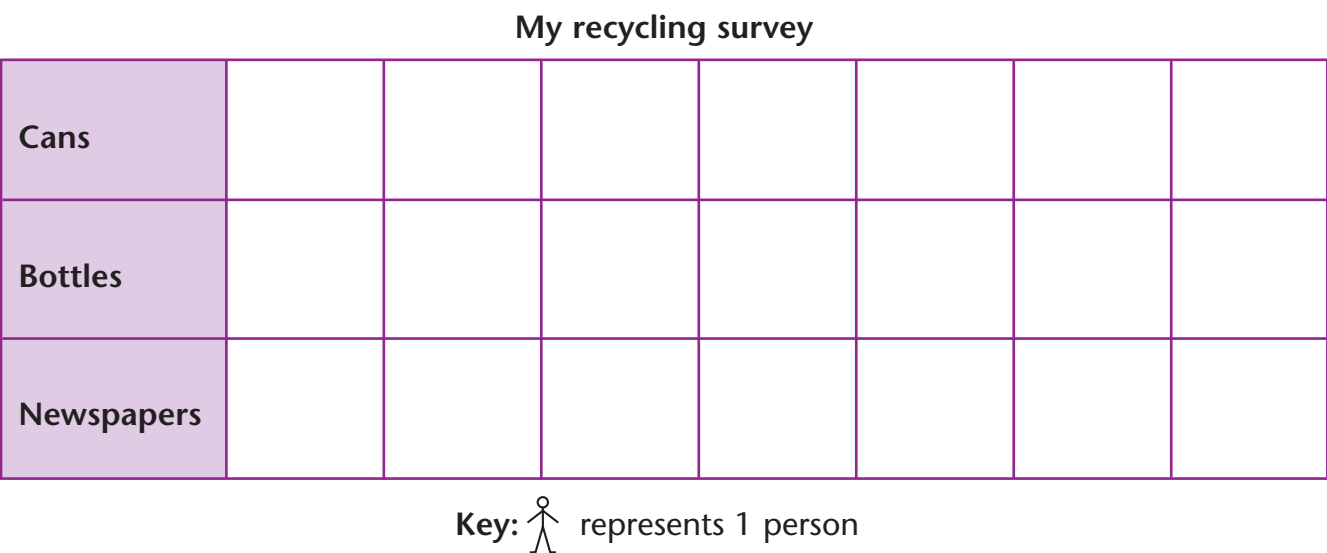 My recycling survey
Cans
Bottles
Newspapers
Key: represents 1 person